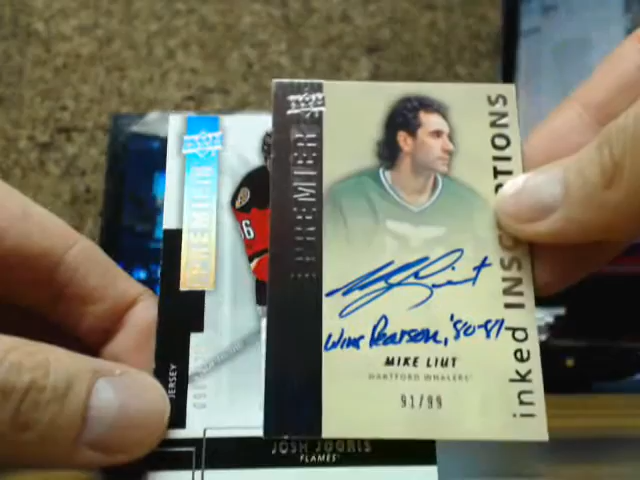 PREMIER
inked INSCRIPTIONS
Wins Pearson, '80-81
MIKE LIUT
HARTFORD WHALERS
91/99
PREMIER
JERSEY
JOSH JOORIS
FLAMES